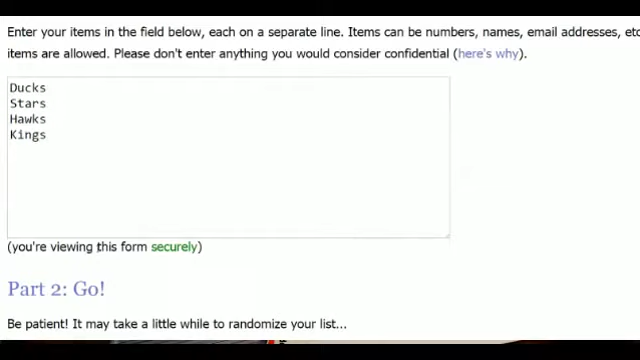 Enter your items in the field below, each on a separate line. Items can be numbers, names, email addresses, etc
items are allowed. Please don't enter anything you would consider confidential (here's why).
Ducks
Stars
Hawks
Kings
(you're viewing this form securely)
Part 2: Go!
Be patient! It may take a little while to randomize your list...